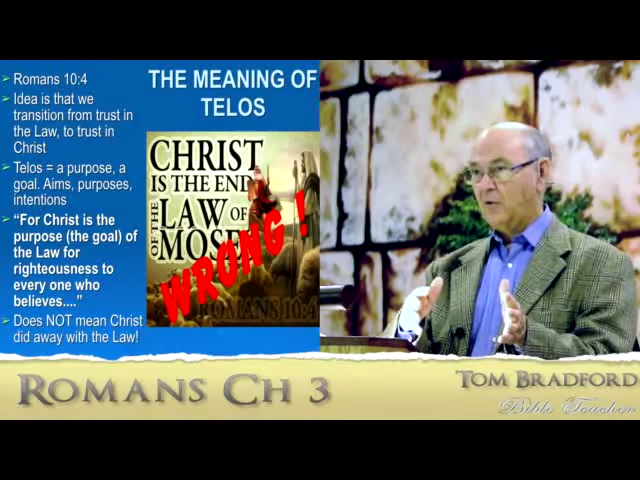 THE MEANING OF
TELOS
➢ Romans 10:4
➢ Idea is that we
transition from trust in
the Law, to trust in
Christ
➢ Telos = a purpose, a
goal. Aims, purposes,
intentions
➢ “For Christ is the
purpose (the goal) of
the Law for
righteousness to
every one who
believes....”
➢ Does NOT mean Christ
did away with the Law!
CHRIST
IS THE END
OF THE LAW OF
MOSES
WRONG!
ROMANS 10:4
ROMANS CH 3
TOM BRADFORD
Bible Teacher